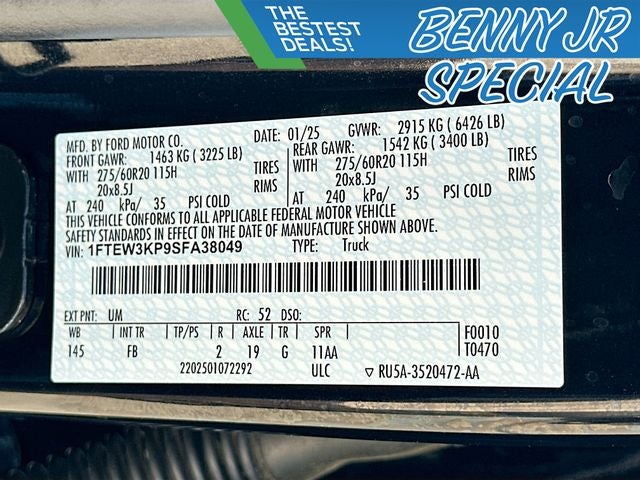 THE
BESTEST
DEALS!
BENNY JR
SPECIAL
MFD. BY FORD MOTOR CO.
DATE: 01/25 GVWR: 2915 KG ( 6426 LB)
FRONT GAWR: 1463 KG ( 3225 LB) REAR GAWR: 1542 KG ( 3400 LB)
WITH 275/60R20 115H TIRES WITH 275/60R20 115H TIRES
20x8.5J RIMS 20x8.5J RIMS
AT 240 kPa/ 35 PSI COLD AT 240 kPa/ 35 PSI COLD
THIS VEHICLE CONFORMS TO ALL APPLICABLE FEDERAL MOTOR VEHICLE
SAFETY STANDARDS IN EFFECT ON THE DATE OF MANUFACTURE SHOWN ABOVE.
VIN: 1FTEW3KP9SFA38049 TYPE: Truck
EXT PNT: UM RC: 52 DSO:
WB INT TR TP/PS R AXLE TR SPR F0010
145 FB 2 19 G 11AA T0470
2202501072292 ULC ▽ RU5A-3520472-AA